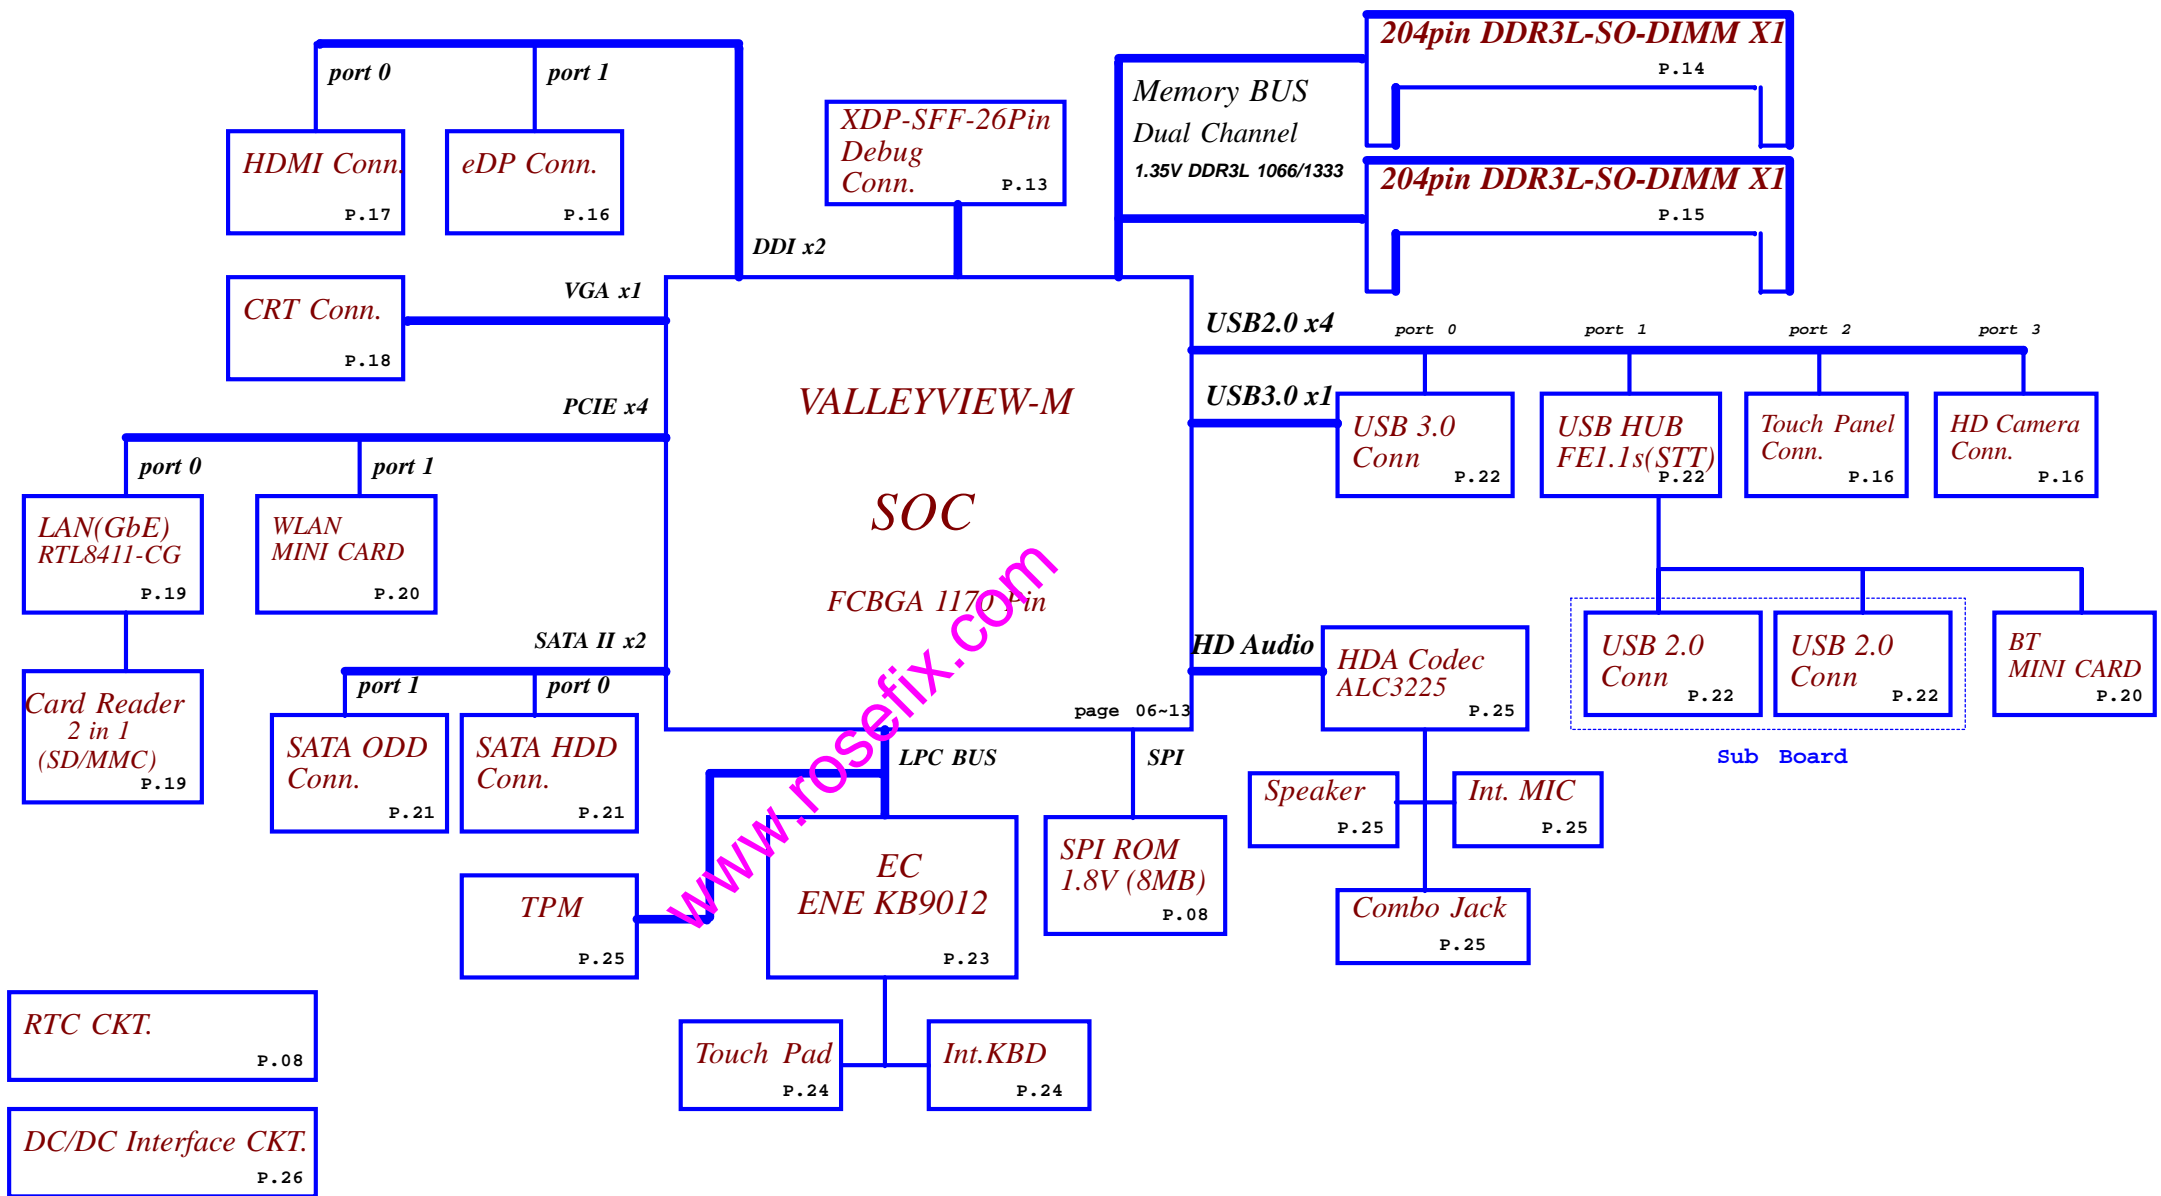 204pin DDR3L-SO-DIMM X1
P.14
port 0
port 1
Memory BUS
Dual Channel
1.35V DDR3L 1066/1333
XDP-SFF-26Pin
Debug
Conn.
P.13
HDMI Conn.
P.17
eDP Conn.
P.16
204pin DDR3L-SO-DIMM X1
P.15
DDI x2
VGA x1
CRT Conn.
P.18
USB2.0 x4
port 0
port 1
port 2
port 3
PCIE x4
VALLEYVIEW-M
SOC
FCBGA 1170 Pin
page 06~13
USB3.0 x1
USB 3.0
Conn
P.22
USB HUB
FE1.1s(STT)
P.22
Touch Panel
Conn.
P.16
HD Camera
Conn.
P.16
port 0
port 1
LAN(GbE)
RTL8411-CG
P.19
WLAN
MINI CARD
P.20
SATA II x2
port 1
port 0
HD Audio
HDA Codec
ALC3225
P.25
USB 2.0
Conn
P.22
USB 2.0
Conn
P.22
BT
MINI CARD
P.20
Sub Board
Card Reader
2 in 1
(SD/MMC)
P.19
SATA ODD
Conn.
P.21
SATA HDD
Conn.
P.21
LPC BUS
SPI
Speaker
P.25
Int. MIC
P.25
EC
ENE KB9012
P.23
SPI ROM
1.8V (8MB)
P.08
TPM
P.25
Combo Jack
P.25
www.rosefix.com
RTC CKT.
P.08
Touch Pad
P.24
Int.KBD
P.24
DC/DC Interface CKT.
P.26